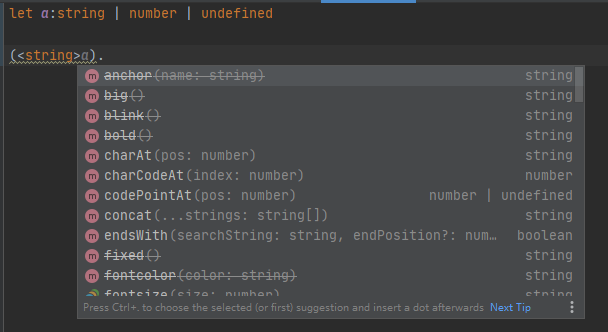 let a:string | number | undefined
(<string>a).
m anchor(name: string) string
m big() string
m blink() string
m bold() string
m charAt(pos: number) string
m charCodeAt(index: number) number
m codePointAt(pos: number) number | undefined
m concat(...strings: string[]) string
m endsWith(searchString: string, endPosition?: num… boolean
m fixed() string
m fontcolor(color: string) string
fontsize(size: number) string
Press Ctrl+. to choose the selected (or first) suggestion and insert a dot afterwards Next Tip